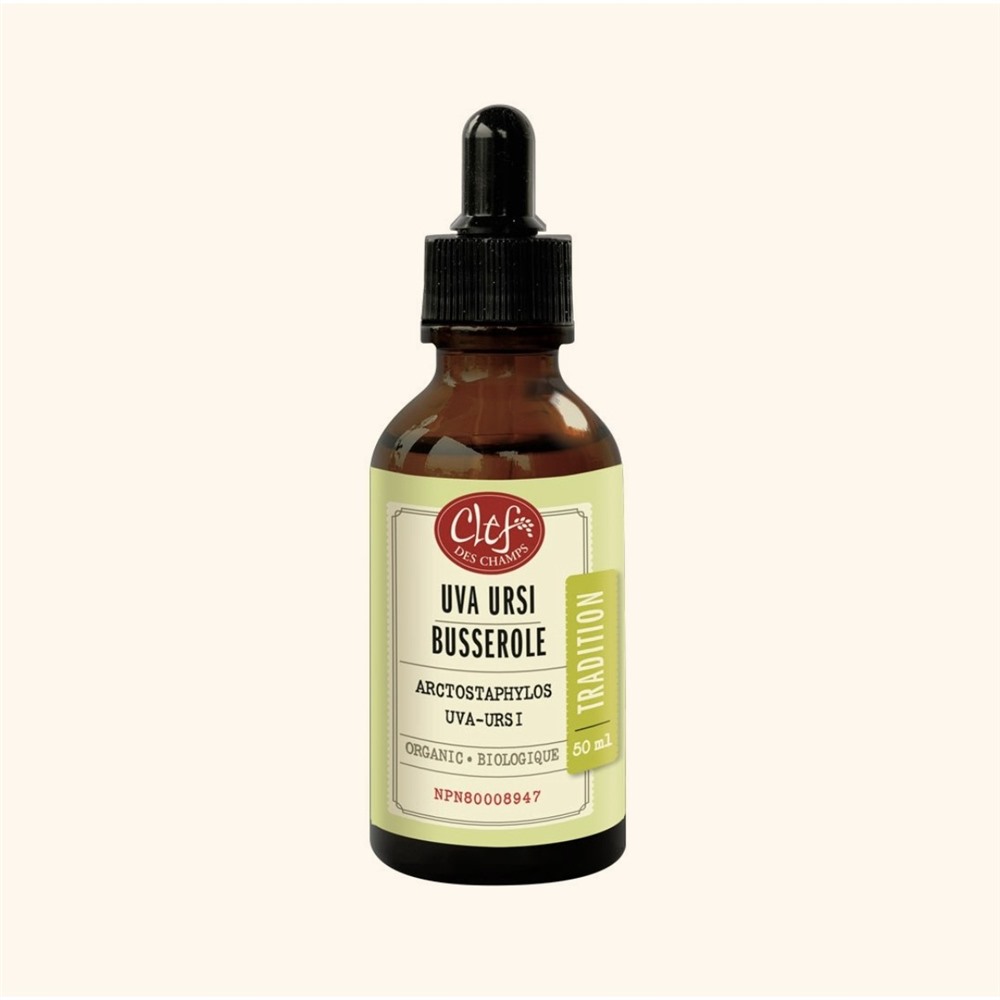 Clef
DES CHAMPS
UVA URSI
BUSSEROLE
ARCTOSTAPHYLOS
UVA-URSI
ORGANIC • BIOLOGIQUE
NPN80008947
TRADITION
50 ml